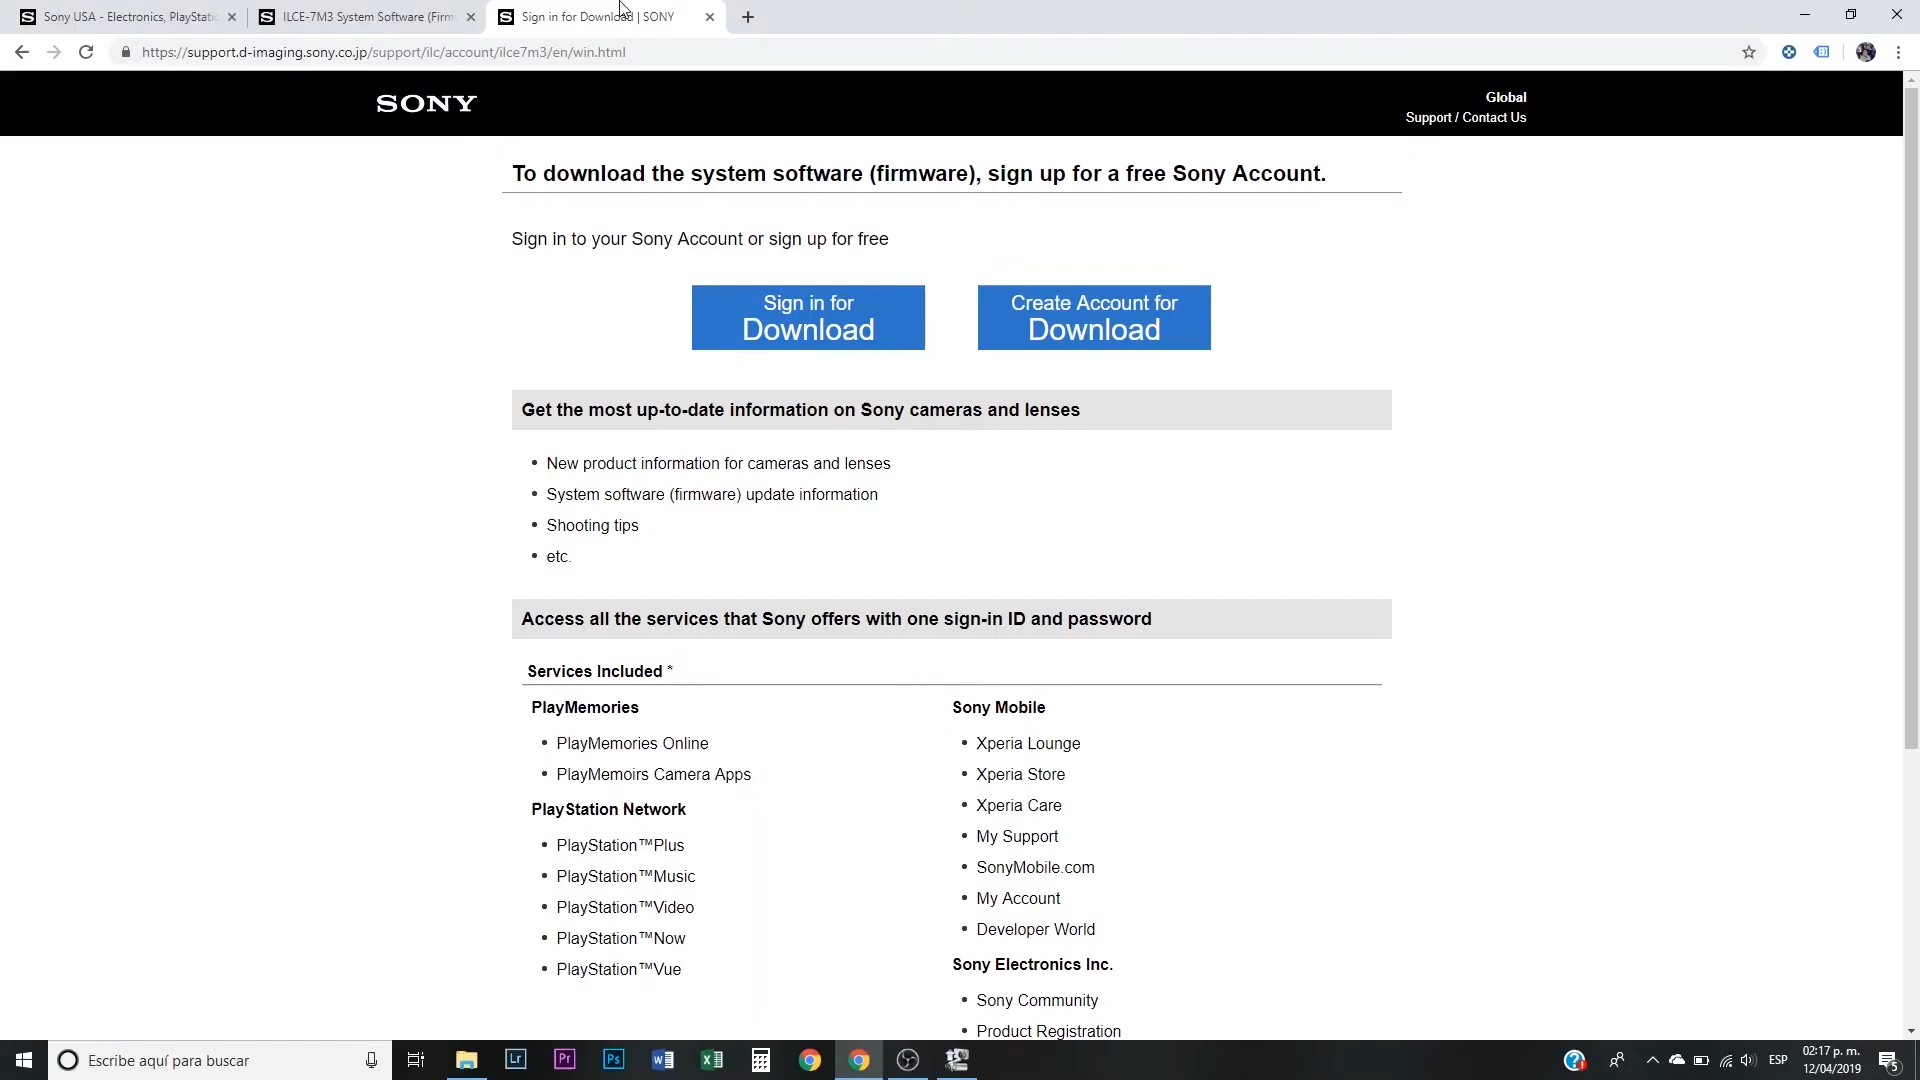 Sony USA - Electronics, PlayStatio
ILCE-7M3 System Software (Firm
Sign in for Download | SONY
https://support.d-imaging.sony.co.jp/support/ilc/account/ilce7m3/en/win.html
SONY
Global
Support / Contact Us
To download the system software (firmware), sign up for a free Sony Account.
Sign in to your Sony Account or sign up for free
Sign in for
Download
Create Account for
Download
Get the most up-to-date information on Sony cameras and lenses
• New product information for cameras and lenses
• System software (firmware) update information
• Shooting tips
• etc.
Access all the services that Sony offers with one sign-in ID and password
Services Included *
PlayMemories
• PlayMemories Online
• PlayMemoirs Camera Apps
PlayStation Network
• PlayStation™Plus
• PlayStation™Music
• PlayStation™Video
• PlayStation™Now
• PlayStation™Vue
Sony Mobile
• Xperia Lounge
• Xperia Store
• Xperia Care
• My Support
• SonyMobile.com
• My Account
• Developer World
Sony Electronics Inc.
• Sony Community
• Product Registration
Escribe aquí para buscar
Lr
Pr
Ps
ESP
02:17 p. m.
12/04/2019
5